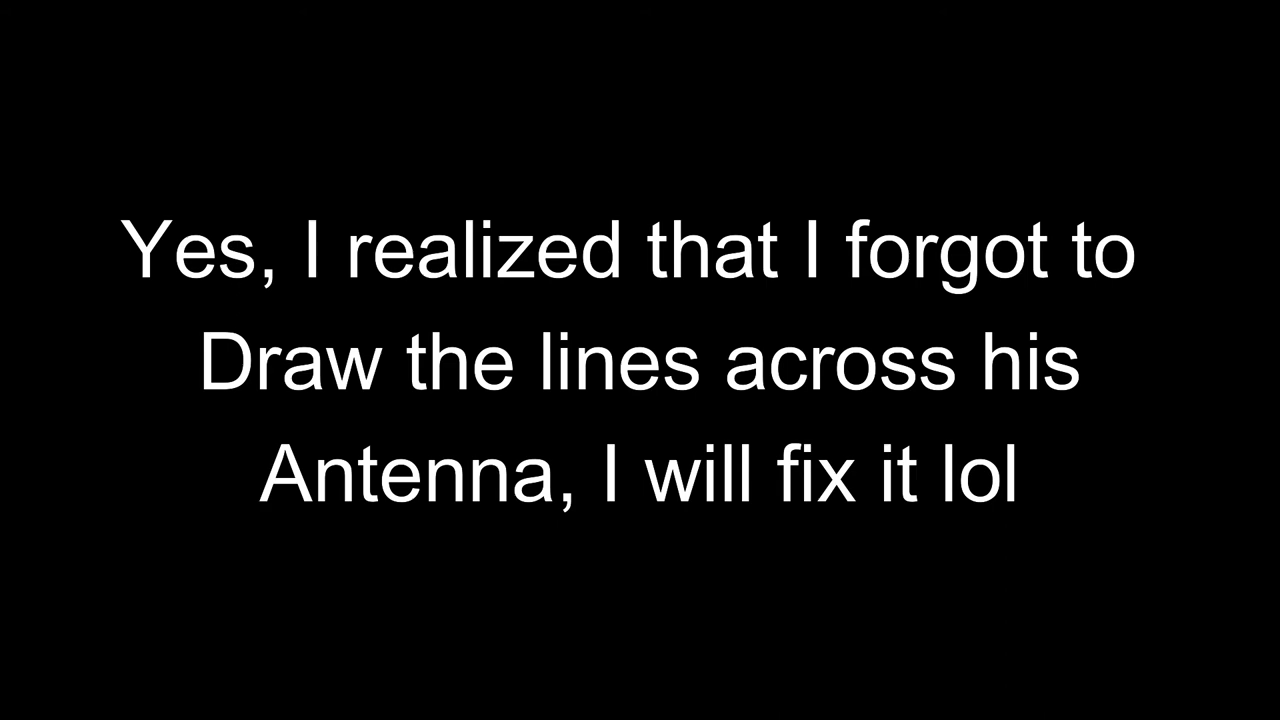 Yes, I realized that I forgot to
Draw the lines across his
Antenna, I will fix it lol